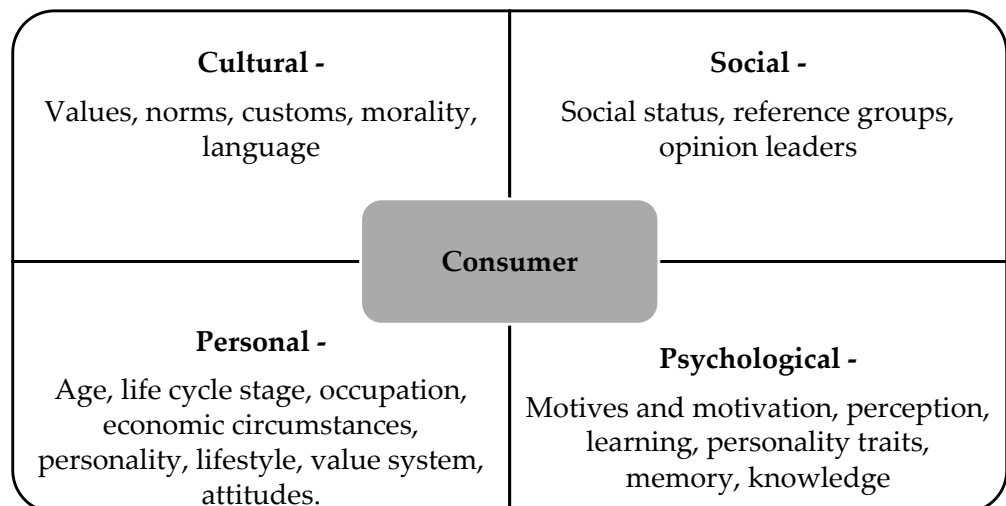 Cultural -
Values, norms, customs, morality,
language
Social -
Social status, reference groups,
opinion leaders
Consumer
Personal -
Age, life cycle stage, occupation,
economic circumstances,
personality, lifestyle, value system,
attitudes.
Psychological -
Motives and motivation, perception,
learning, personality traits,
memory, knowledge